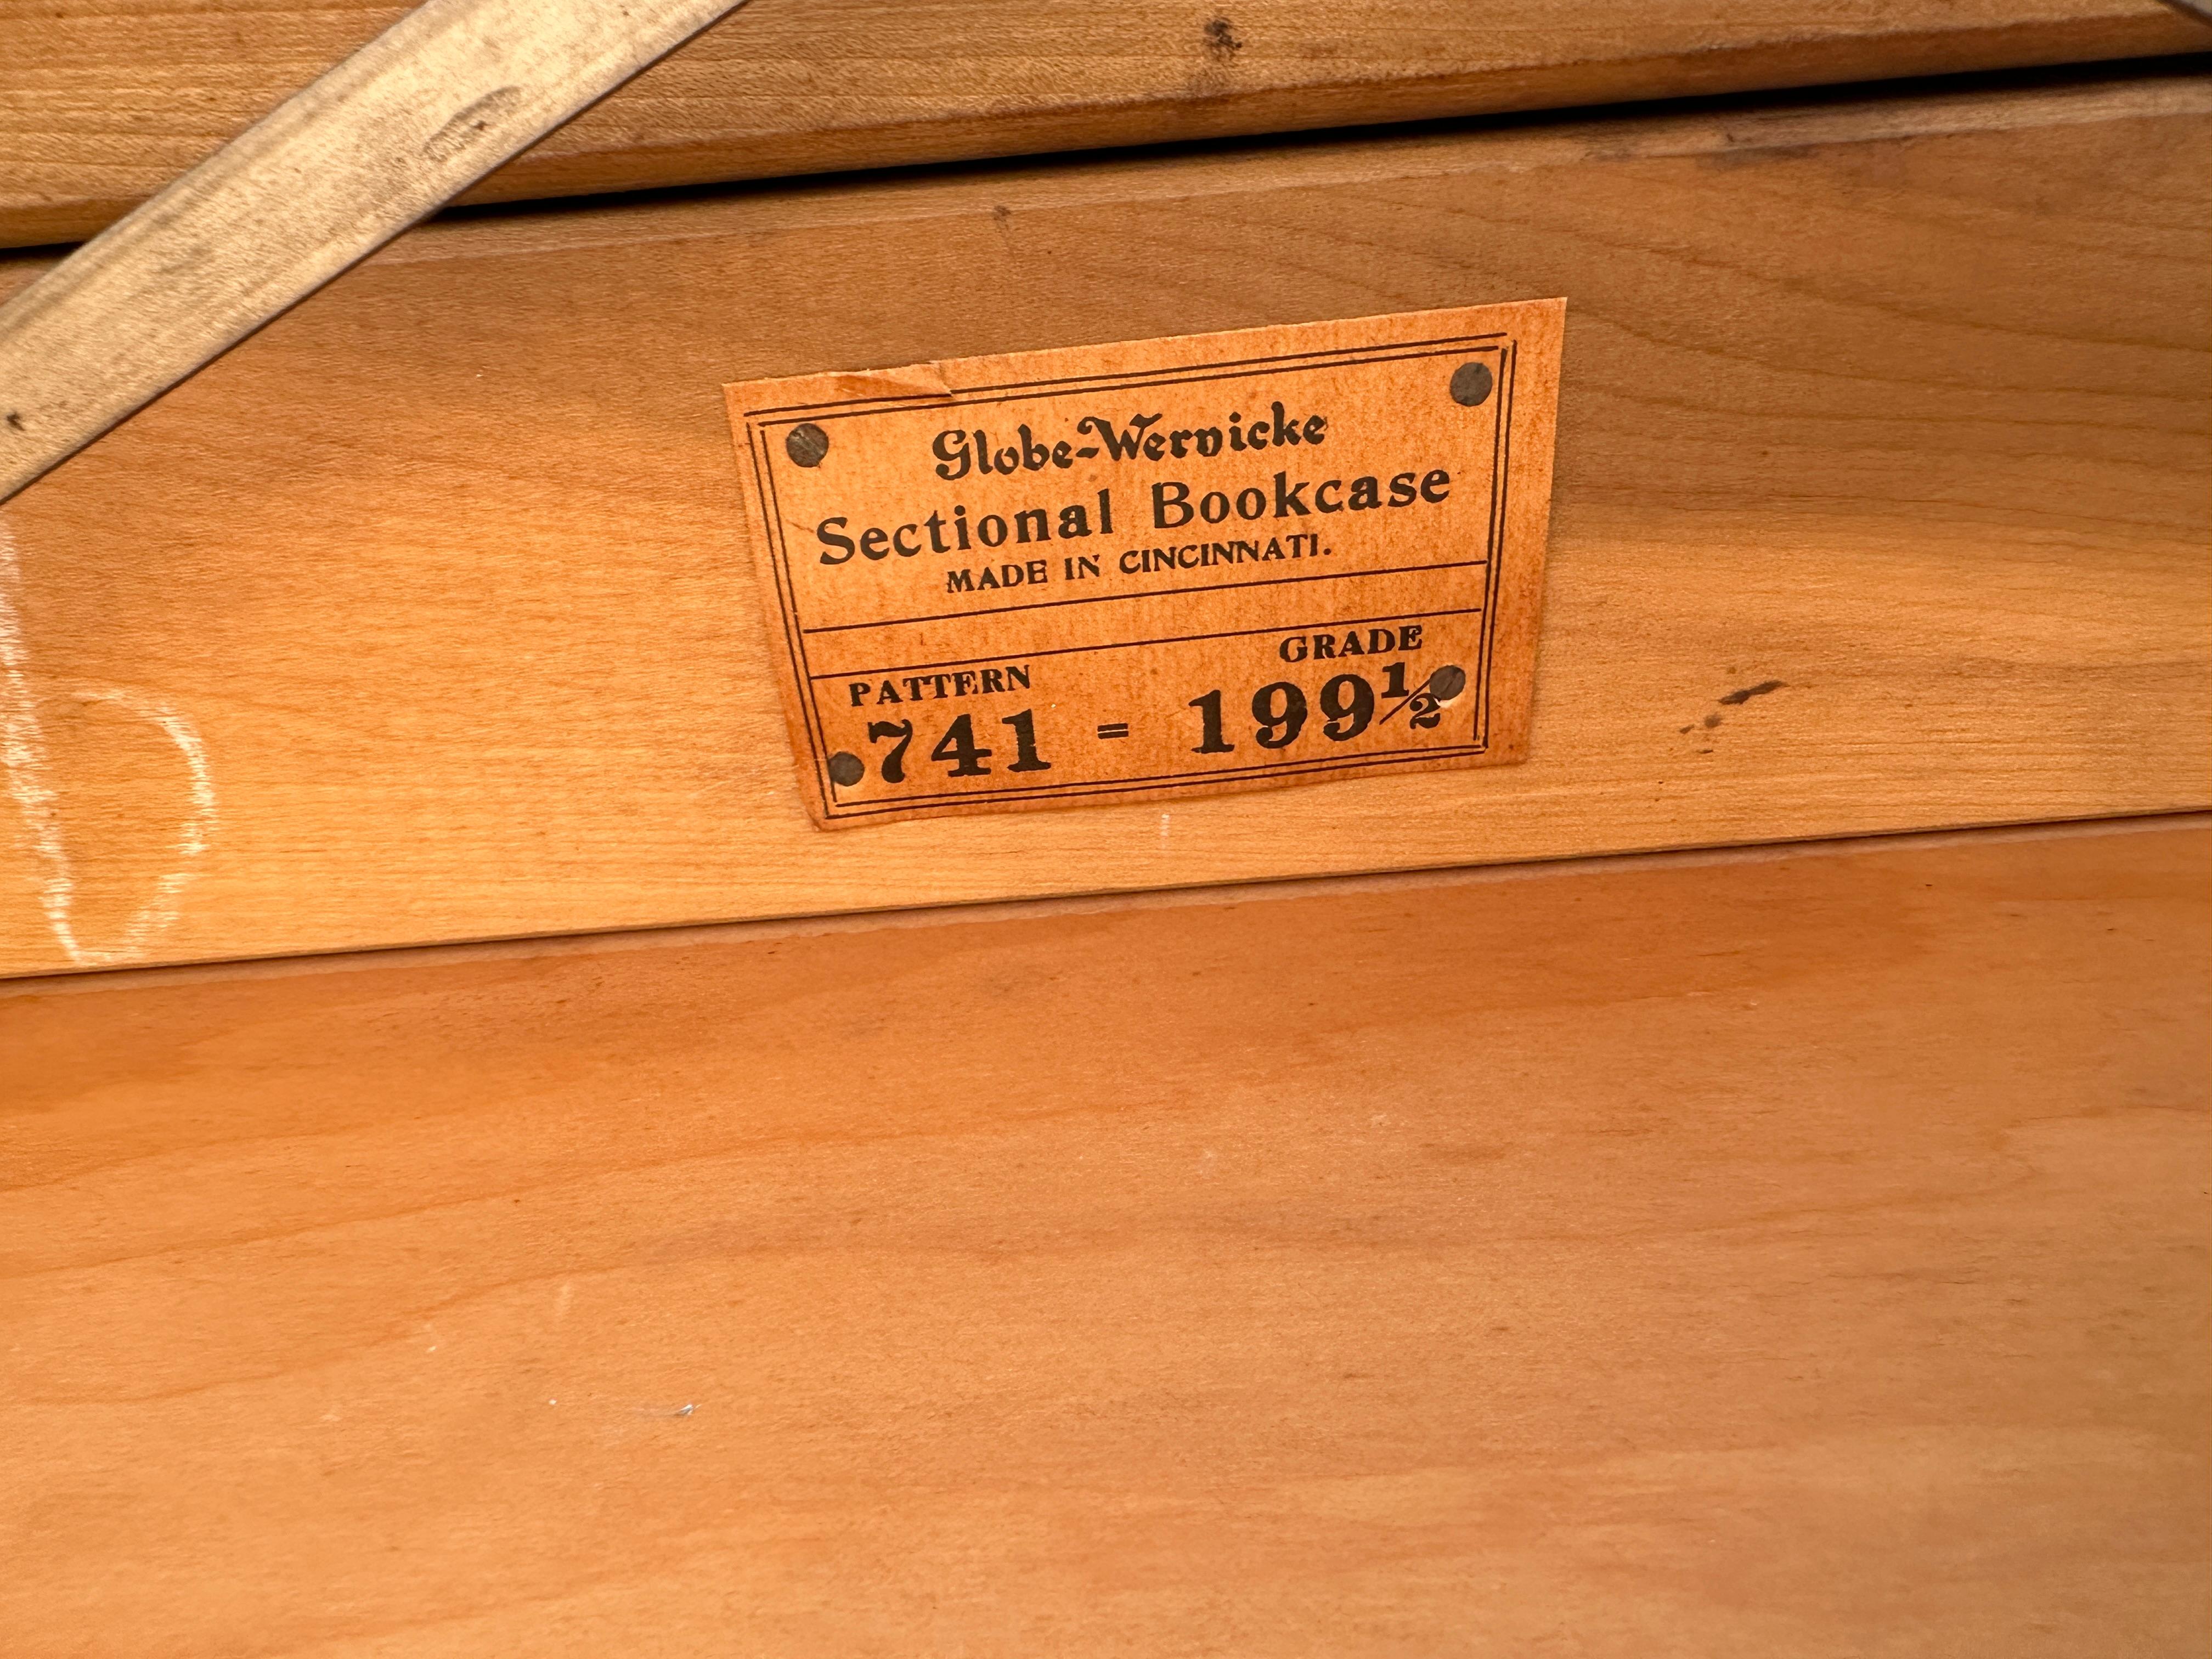 Globe-Wernicke
Sectional Bookcase
MADE IN CINCINNATI.
PATTERN GRADE
741 = 199½